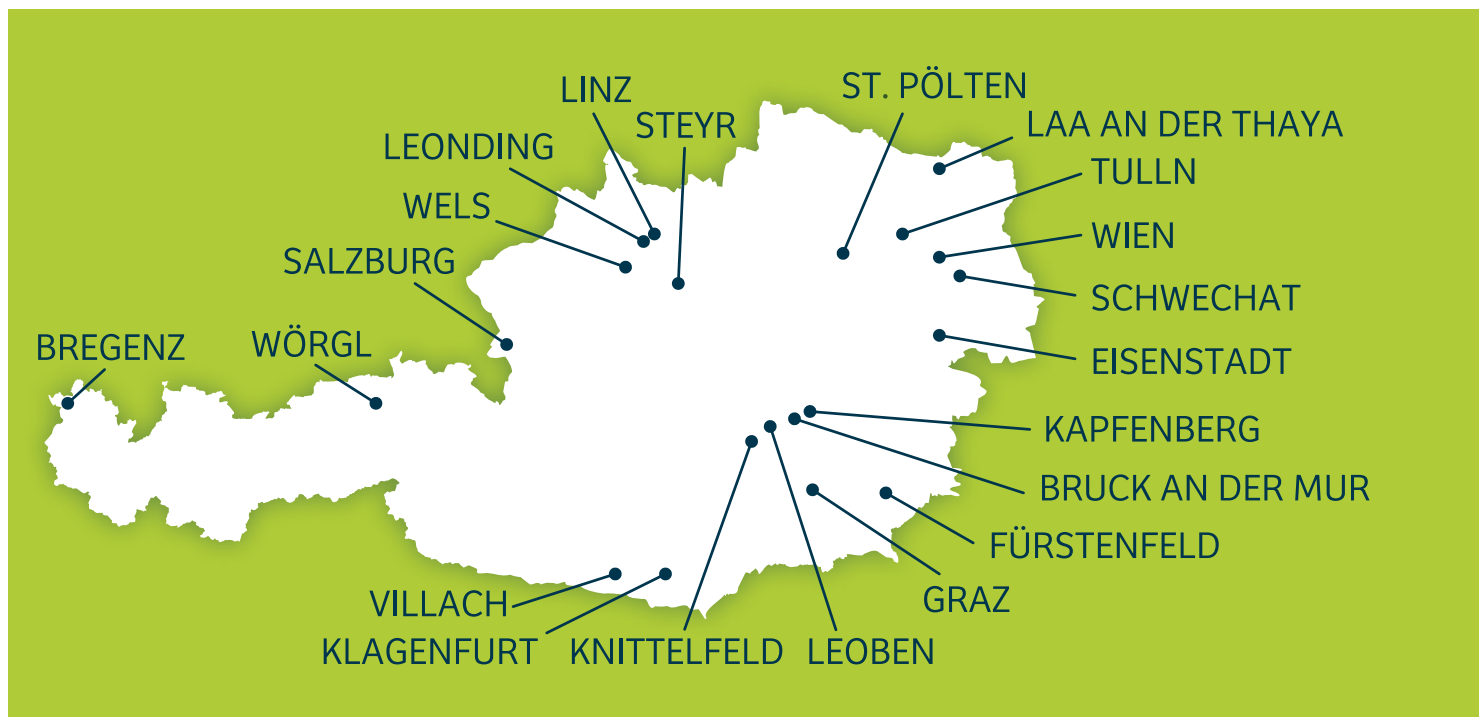 LINZ
ST. PÖLTEN
STEYR
LAA AN DER THAYA
LEONDING
TULLN
WELS
WIEN
SALZBURG
SCHWECHAT
BREGENZ
WÖRGL
EISENSTADT
KAPFENBERG
BRUCK AN DER MUR
FÜRSTENFELD
VILLACH
GRAZ
KLAGENFURT
KNITTELFELD
LEOBEN